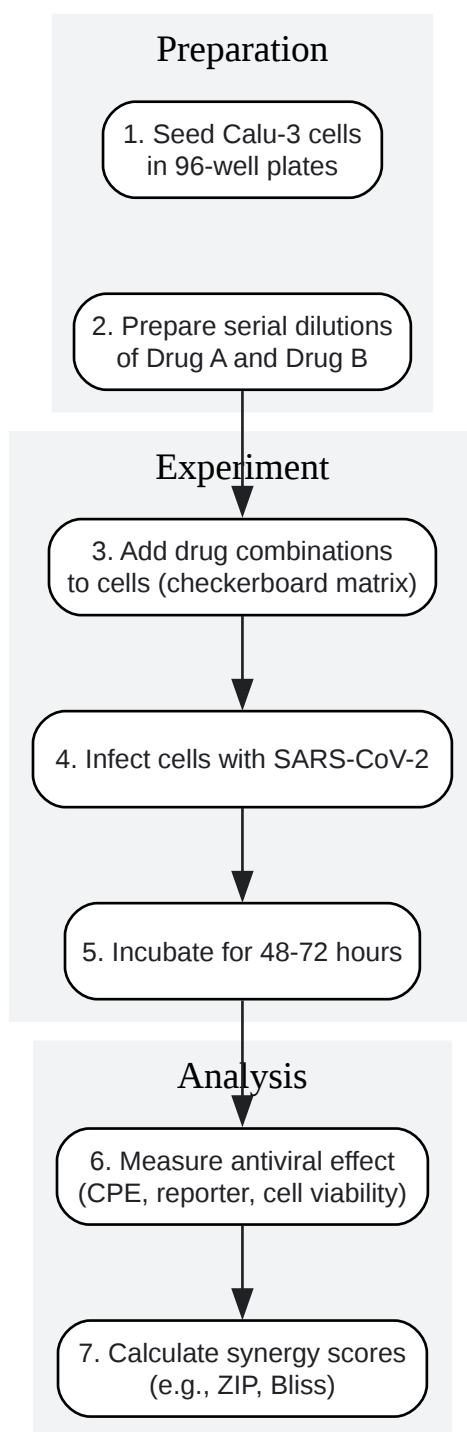 Preparation
1. Seed Calu-3 cells
in 96-well plates
2. Prepare serial dilutions
of Drug A and Drug B
Experiment
3. Add drug combinations
to cells (checkerboard matrix)
4. Infect cells with SARS-CoV-2
5. Incubate for 48-72 hours
Analysis
6. Measure antiviral effect
(CPE, reporter, cell viability)
7. Calculate synergy scores
(e.g., ZIP, Bliss)